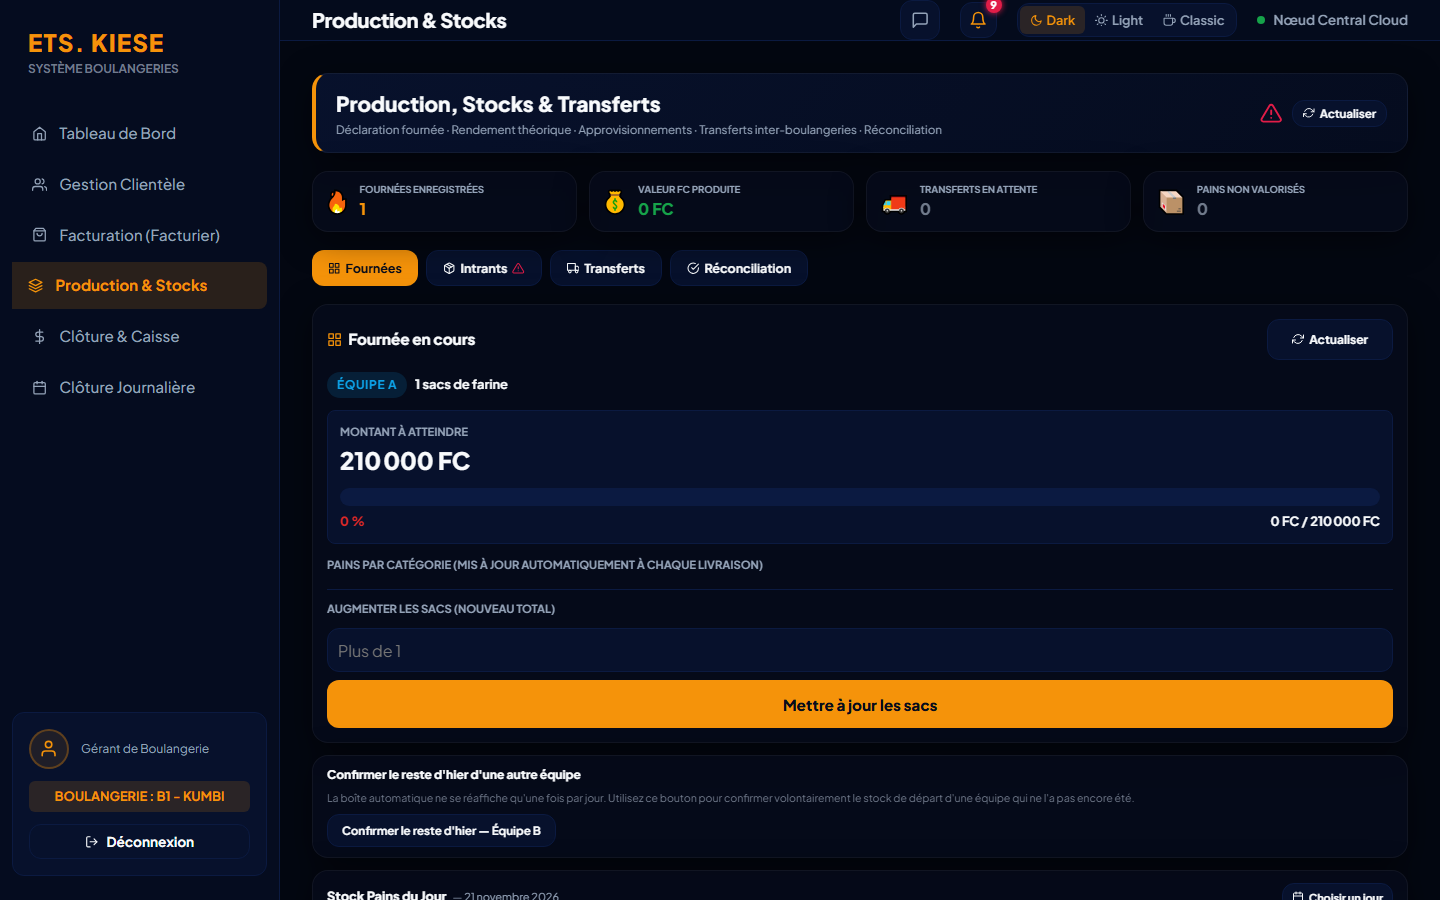 ETS. KIESE
SYSTÈME BOULANGERIES
Tableau de Bord
Gestion Clientèle
Facturation (Facturier)
Production & Stocks
Clôture & Caisse
Clôture Journalière
Gérant de Boulangerie
BOULANGERIE : B1 - KUMBI
Déconnexion
Production & Stocks
9
Dark
Light
Classic
Nœud Central Cloud
Production, Stocks & Transferts
Déclaration fournée · Rendement théorique · Approvisionnements · Transferts inter-boulangeries · Réconciliation
Actualiser
FOURNÉES ENREGISTRÉES
1
VALEUR FC PRODUITE
0 FC
TRANSFERTS EN ATTENTE
0
PAINS NON VALORISÉS
0
Fournées
Intrants
Transferts
Réconciliation
Fournée en cours
Actualiser
ÉQUIPE A
1 sacs de farine
MONTANT À ATTEINDRE
210 000 FC
0 %
0 FC / 210 000 FC
PAINS PAR CATÉGORIE (MIS À JOUR AUTOMATIQUEMENT À CHAQUE LIVRAISON)
AUGMENTER LES SACS (NOUVEAU TOTAL)
Plus de 1
Mettre à jour les sacs
Confirmer le reste d'hier d'une autre équipe
La boîte automatique ne se réaffiche qu'une fois par jour. Utilisez ce bouton pour confirmer volontairement le stock de départ d'une équipe qui ne l'a pas encore été.
Confirmer le reste d'hier — Équipe B
Stock Pains du Jour — 21 novembre 2026
Choisir un jour